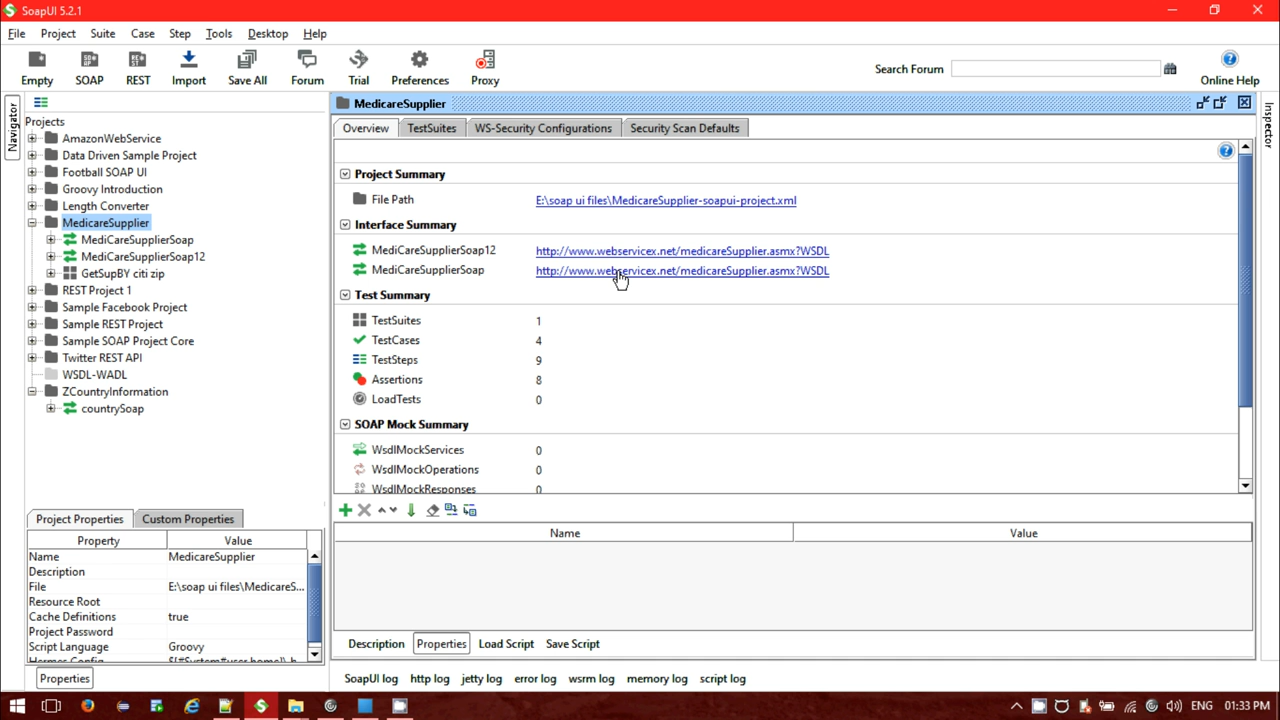 SoapUI 5.2.1
File Project Suite Case Step Tools Desktop Help
Empty SOAP REST Import Save All Forum Trial Preferences Proxy Search Forum Online Help
Navigator
Projects
AmazonWebService
Data Driven Sample Project
Football SOAP UI
Groovy Introduction
Length Converter
MedicareSupplier
MediCareSupplierSoap
MediCareSupplierSoap12
GetSupBY citi zip
REST Project 1
Sample Facebook Project
Sample REST Project
Sample SOAP Project Core
Twitter REST API
WSDL-WADL
ZCountryInformation
countrySoap
Project Properties Custom Properties
Property Value
Name MedicareSupplier
Description
File E:\soap ui files\MedicareS...
Resource Root
Cache Definitions true
Project Password
Script Language Groovy
Hermes Config ${#System#user.home}\.h...
Properties
MedicareSupplier
Overview TestSuites WS-Security Configurations Security Scan Defaults
Project Summary
File Path E:\soap ui files\MedicareSupplier-soapui-project.xml
Interface Summary
MediCareSupplierSoap12 http://www.webservicex.net/medicareSupplier.asmx?WSDL
MediCareSupplierSoap http://www.webservicex.net/medicareSupplier.asmx?WSDL
Test Summary
TestSuites 1
TestCases 4
TestSteps 9
Assertions 8
LoadTests 0
SOAP Mock Summary
WsdlMockServices 0
WsdlMockOperations 0
WsdlMockResponses 0
Name Value
Description Properties Load Script Save Script
SoapUI log http log jetty log error log wsrm log memory log script log
Inspector
ENG 01:33 PM